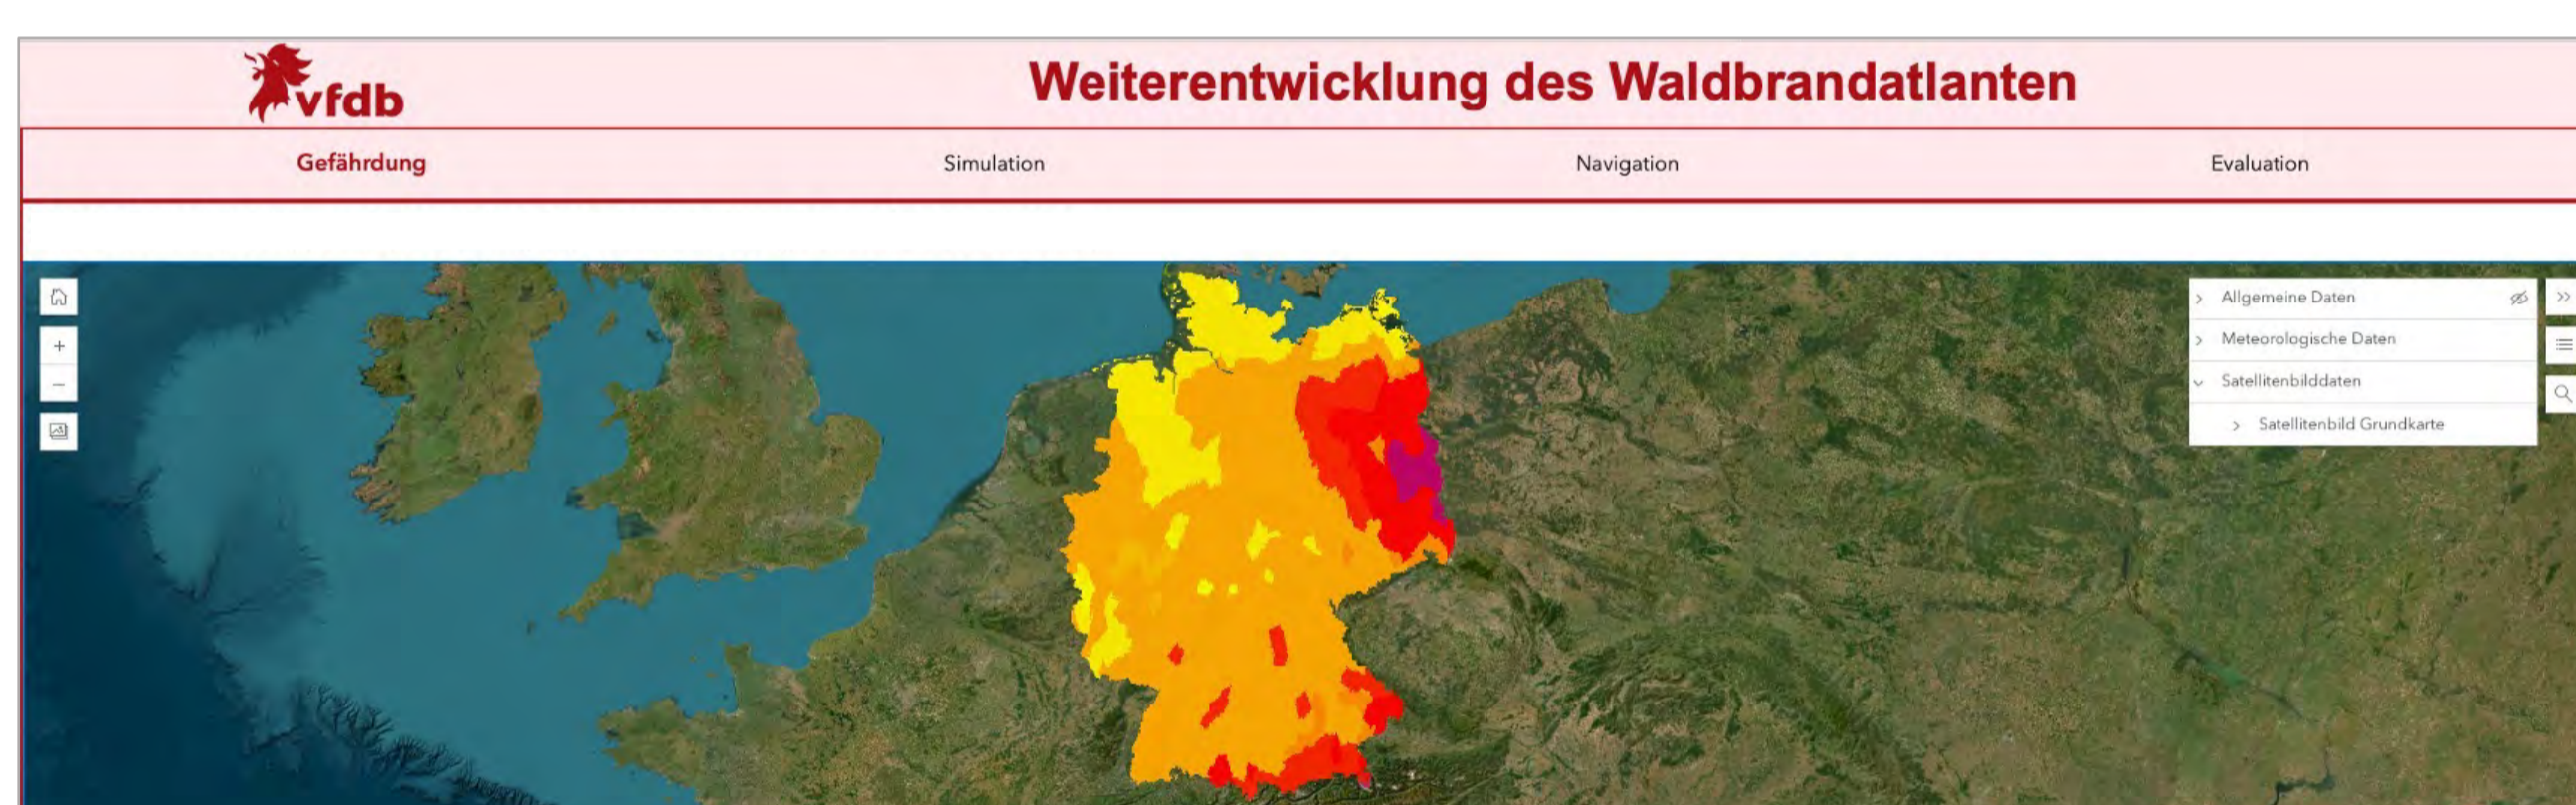 vfdb
Weiterentwicklung des Waldbrandatlanten
Gefährdung
Simulation
Navigation
Evaluation
Allgemeine Daten
Meteorologische Daten
Satellitenbilddaten
Satellitenbild Grundkarte